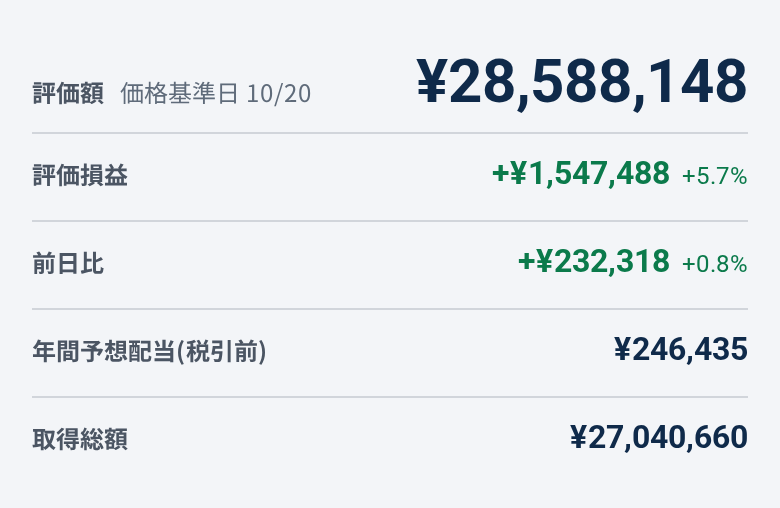 評価額 価格基準日 10/20 ¥28,588,148
評価損益 +¥1,547,488 +5.7%
前日比 +¥232,318 +0.8%
年間予想配当(税引前) ¥246,435
取得総額 ¥27,040,660